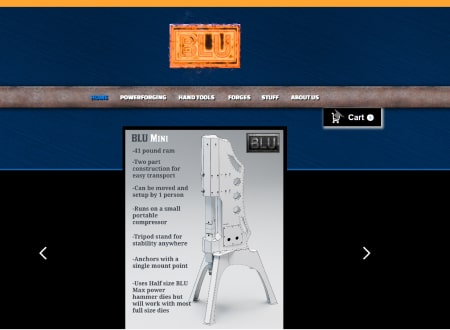 BLU
HOME POWERFORGING HAND TOOLS FORGES STUFF ABOUT US
Cart 0
BLU MINI
BLU
-41 pound ram
-Two part
construction for
easy transport
-Can be moved and
setup by 1 person
-Runs on a small
portable
compressor
-Tripod stand for
stability anywhere
-Anchors with a
single mount point
-Uses Half size BLU
Max power
hammer dies but
will work with most
full size dies